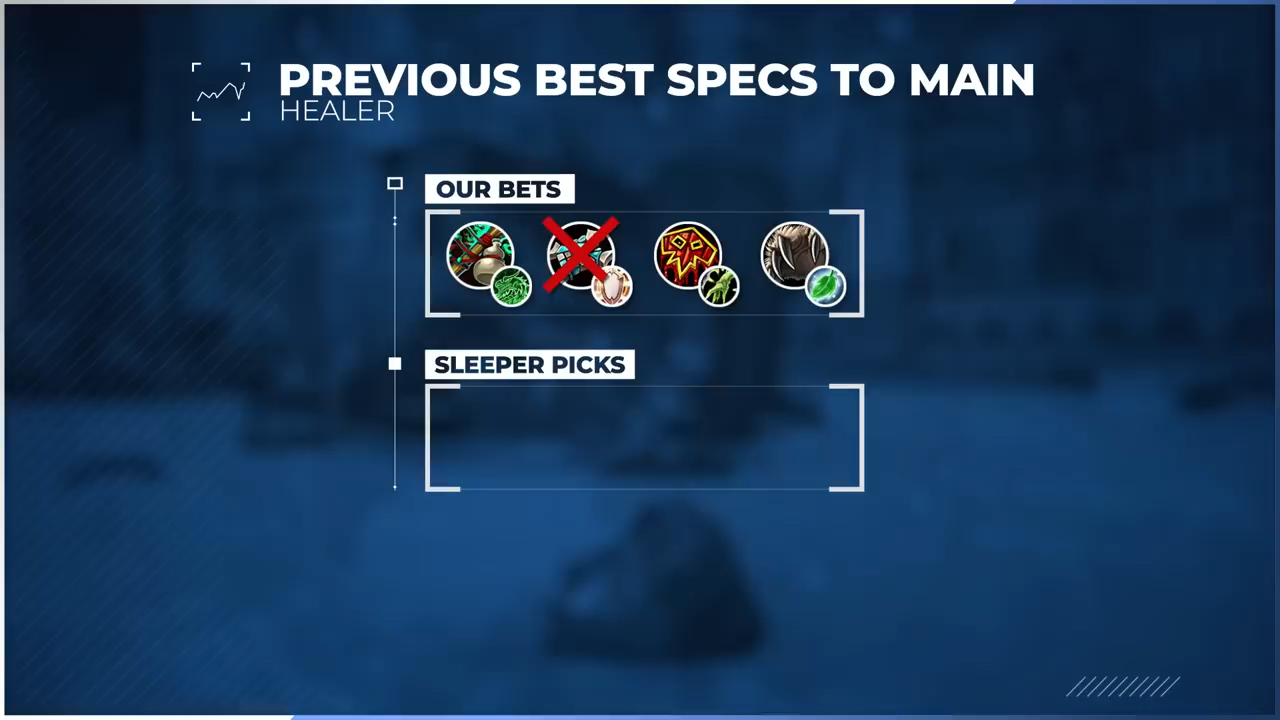 PREVIOUS BEST SPECS TO MAIN
HEALER
OUR BETS
SLEEPER PICKS